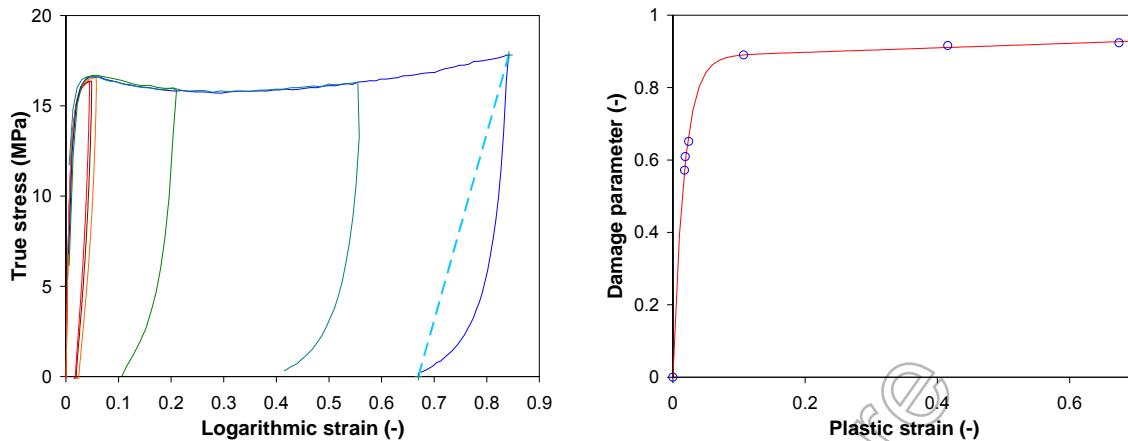 20
15
10
5
0
True stress (MPa)
0 0.1 0.2 0.3 0.4 0.5 0.6 0.7 0.8 0.9
Logarithmic strain (-)
1
0.8
0.6
0.4
0.2
0
Damage parameter (-)
0 0.2 0.4 0.6
Plastic strain (-)
re